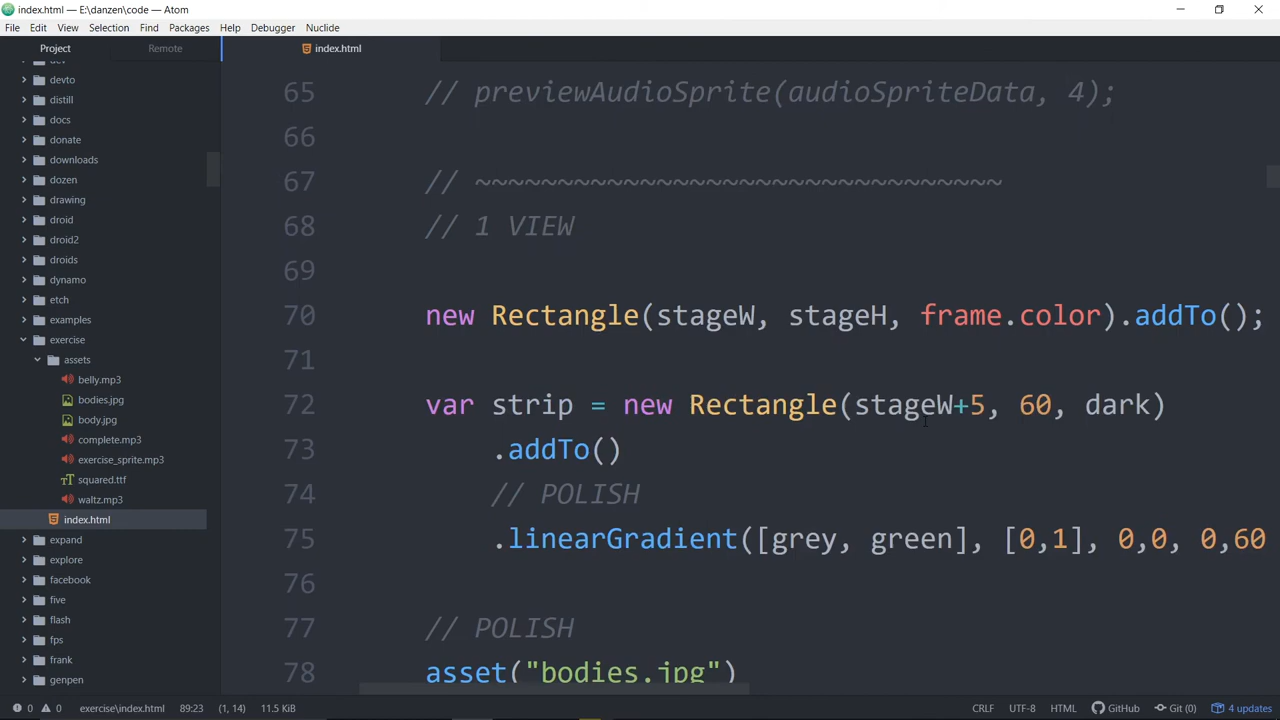 index.html — E:\danzen\code — Atom
File Edit View Selection Find Packages Help Debugger Nuclide
Project Remote
index.html
devto
distill
docs
donate
downloads
dozen
drawing
droid
droid2
droids
dynamo
etch
examples
exercise
assets
belly.mp3
bodies.jpg
body.jpg
complete.mp3
exercise_sprite.mp3
squared.ttf
waltz.mp3
index.html
expand
explore
facebook
five
flash
fps
frank
genpen
65 // previewAudioSprite(audioSpriteData, 4);
66
67 // ~~~~~~~~~~~~~~~~~~~~~~~~~~~~~~~~
68 // 1 VIEW
69
70 new Rectangle(stageW, stageH, frame.color).addTo();
71
72 var strip = new Rectangle(stageW+5, 60, dark)
73 .addTo()
74 // POLISH
75 .linearGradient([grey, green], [0,1], 0,0, 0,60
76
77 // POLISH
78 asset("bodies.jpg")
0 0 exercise\index.html 89:23 (1, 14) 11.5 KiB CRLF UTF-8 HTML GitHub Git (0) 4 updates